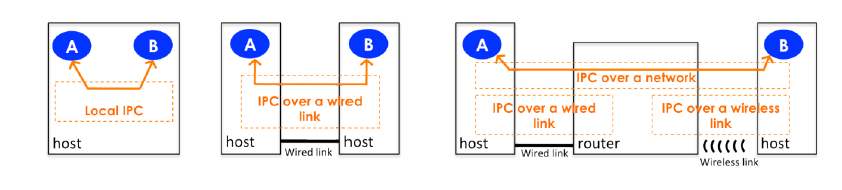 A
B
Local IPC
host
A
B
IPC over a wired
link
host
host
Wired link
A
B
IPC over a network
IPC over a wired
link
IPC over a wireless
link
host
router
host
Wired link
Wireless link